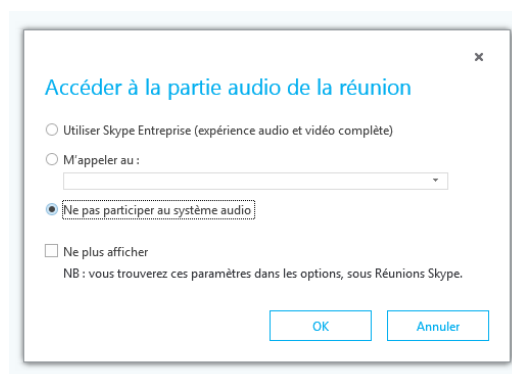 Accéder à la partie audio de la réunion
Utiliser Skype Entreprise (expérience audio et vidéo complète)
M'appeler au :
Ne pas participer au système audio
Ne plus afficher
NB : vous trouverez ces paramètres dans les options, sous Réunions Skype.
OK Annuler